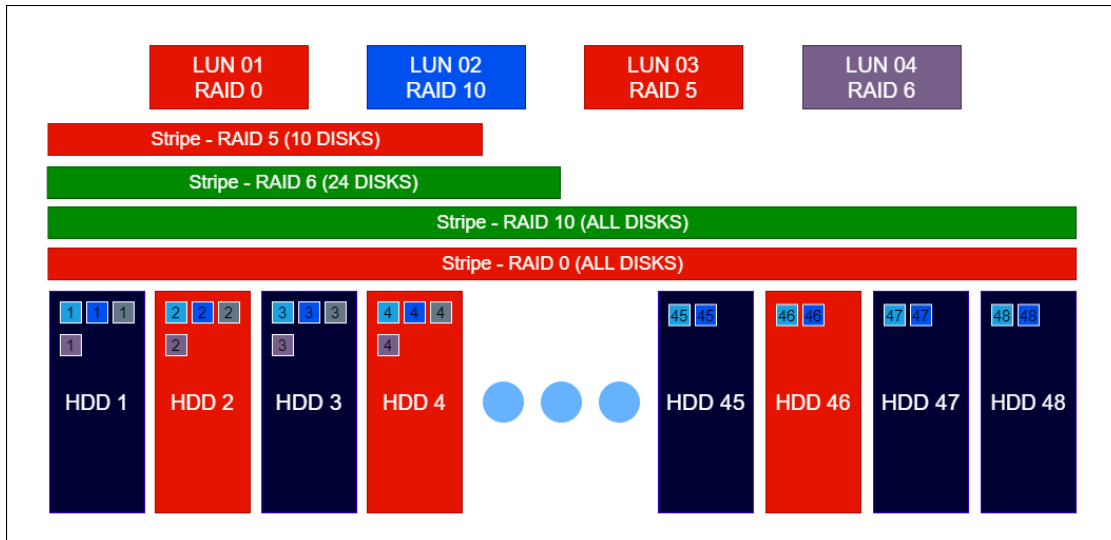 LUN 01
RAID 0
LUN 02
RAID 10
LUN 03
RAID 5
LUN 04
RAID 6
Stripe - RAID 5 (10 DISKS)
Stripe - RAID 6 (24 DISKS)
Stripe - RAID 10 (ALL DISKS)
Stripe - RAID 0 (ALL DISKS)
1 1 1
1
HDD 1
2 2 2
2
HDD 2
3 3 3
3
HDD 3
4 4 4
4
HDD 4
45 45
HDD 45
46 46
HDD 46
47 47
HDD 47
48 48
HDD 48